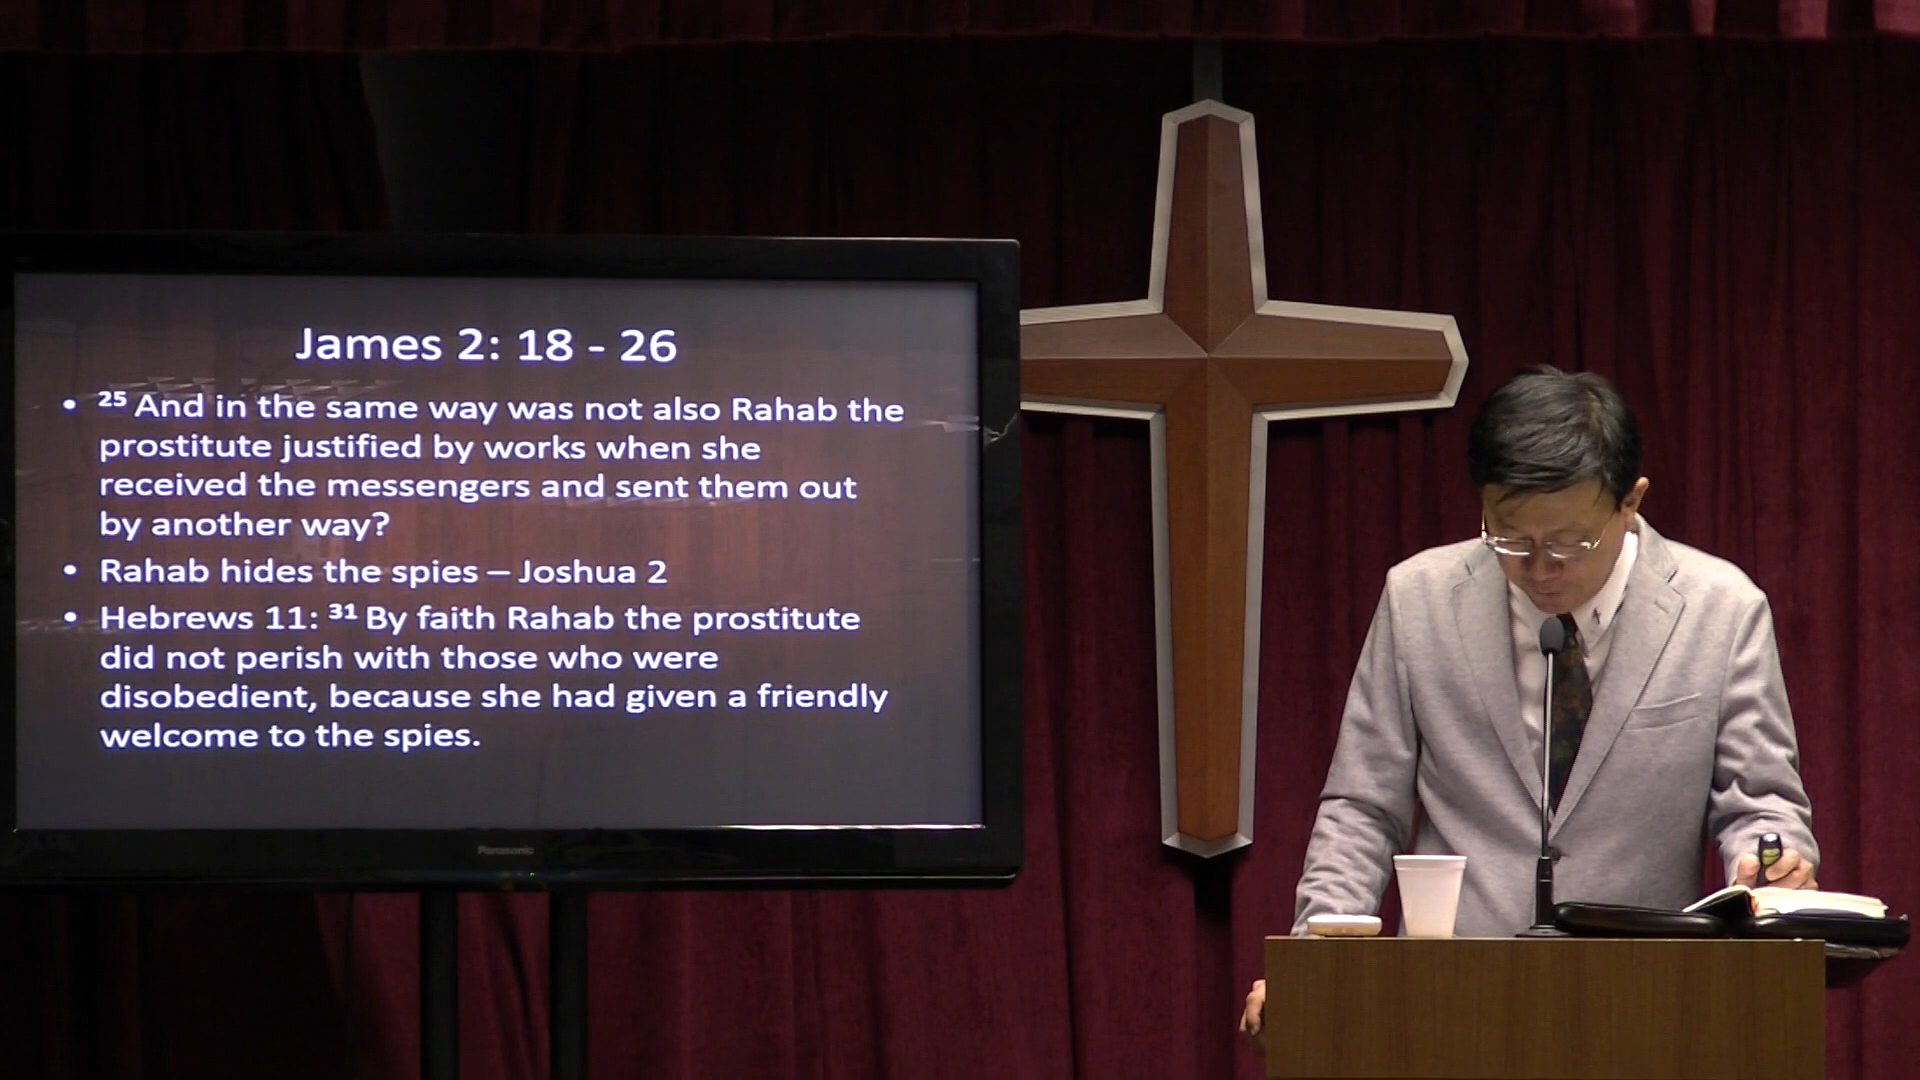 James 2: 18 - 26
• ²⁵ And in the same way was not also Rahab the
prostitute justified by works when she
received the messengers and sent them out
by another way?
• Rahab hides the spies – Joshua 2
• Hebrews 11: ³¹ By faith Rahab the prostitute
did not perish with those who were
disobedient, because she had given a friendly
welcome to the spies.
Panasonic